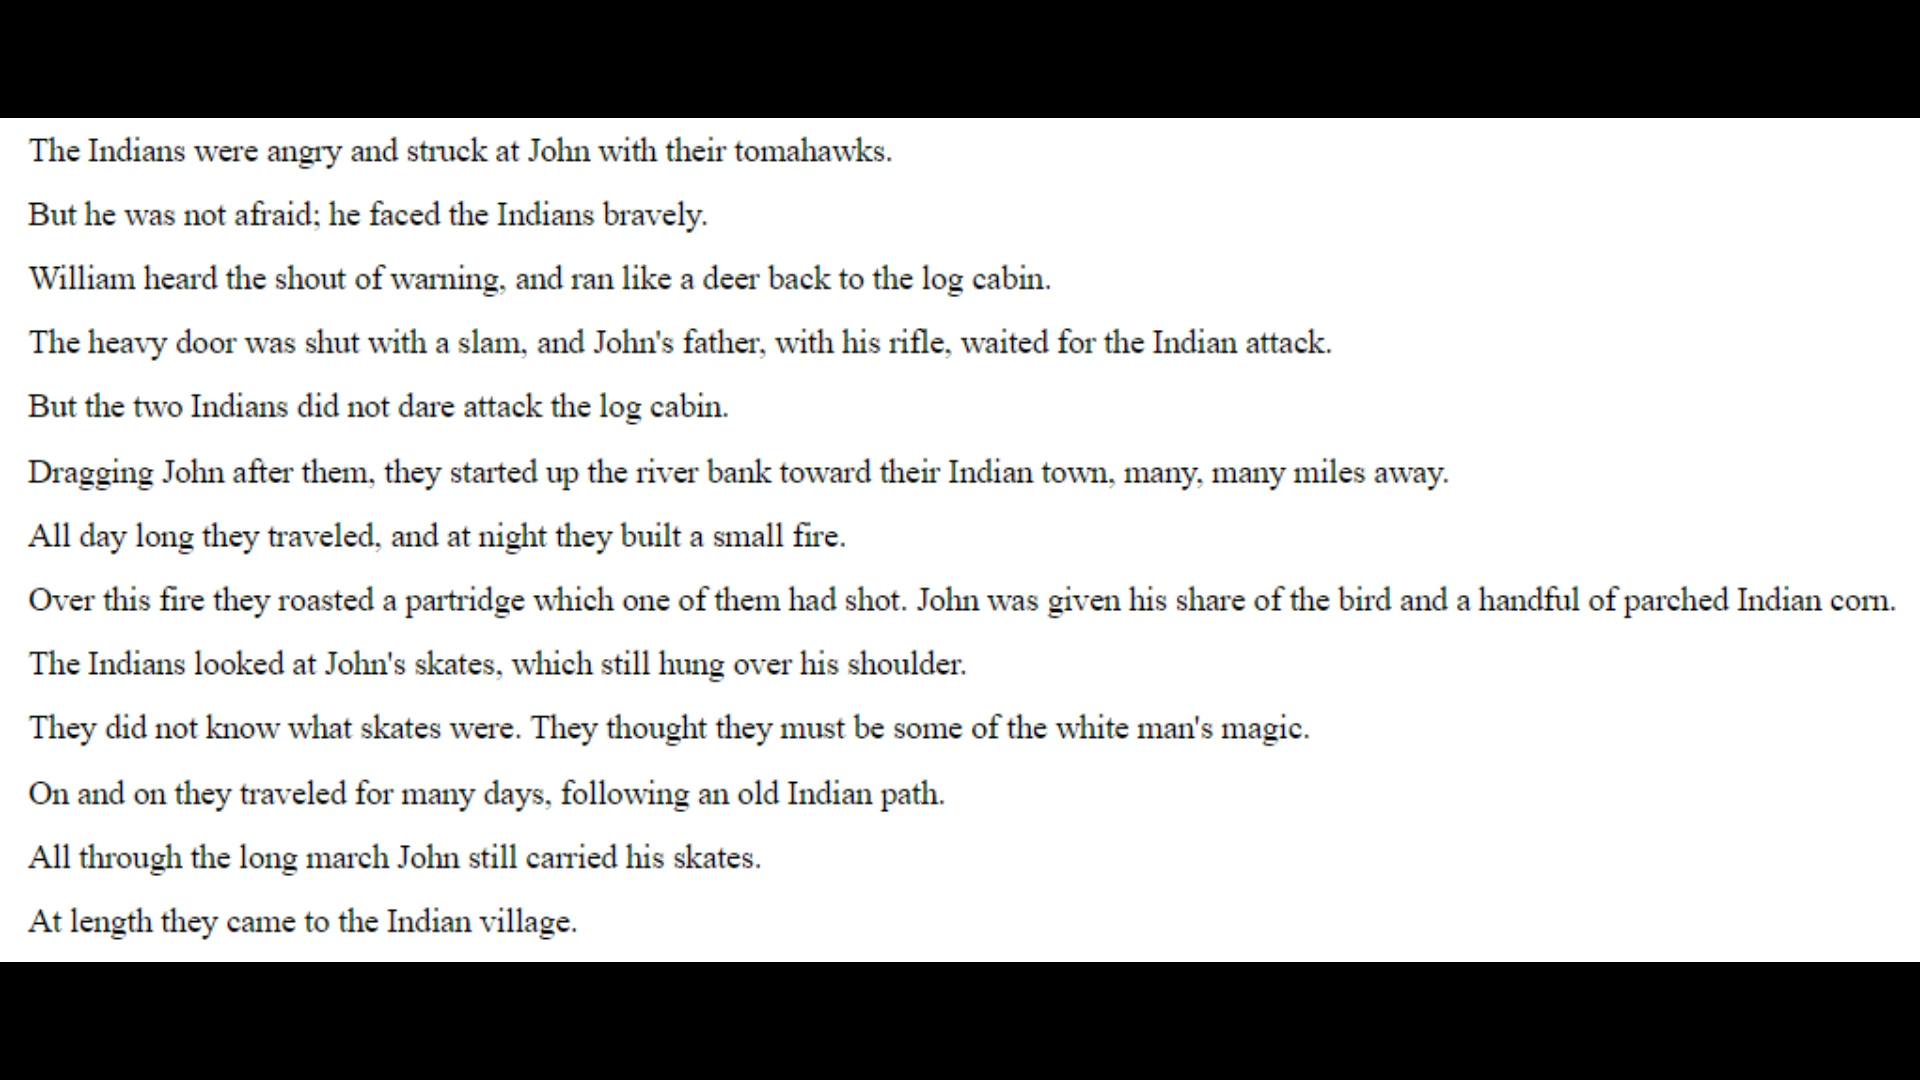 The Indians were angry and struck at John with their tomahawks.
But he was not afraid; he faced the Indians bravely.
William heard the shout of warning, and ran like a deer back to the log cabin.
The heavy door was shut with a slam, and John's father, with his rifle, waited for the Indian attack.
But the two Indians did not dare attack the log cabin.
Dragging John after them, they started up the river bank toward their Indian town, many, many miles away.
All day long they traveled, and at night they built a small fire.
Over this fire they roasted a partridge which one of them had shot. John was given his share of the bird and a handful of parched Indian corn.
The Indians looked at John's skates, which still hung over his shoulder.
They did not know what skates were. They thought they must be some of the white man's magic.
On and on they traveled for many days, following an old Indian path.
All through the long march John still carried his skates.
At length they came to the Indian village.